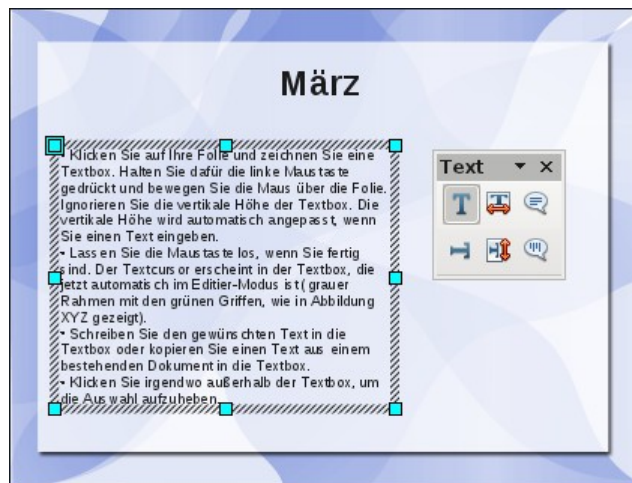 März
• Klicken Sie auf Ihre Folie und zeichnen Sie eine
Textbox. Halten Sie dafür die linke Maustaste
gedrückt und bewegen Sie die Maus über die Folie.
Ignorieren Sie die vertikale Höhe der Textbox. Die
vertikale Höhe wird automatisch angepasst, wenn
Sie einen Text eingeben.
• Lassen Sie die Maustaste los, wenn Sie fertig
sind. Der Textcursor erscheint in der Textbox, die
jetzt automatisch im Editier-Modus ist( grauer
Rahmen mit den grünen Griffen, wie in Abbildung
XYZ gezeigt).
• Schreiben Sie den gewünschten Text in die
Textbox oder kopieren Sie einen Text aus einem
bestehenden Dokument in die Textbox.
• Klicken Sie irgendwo außerhalb der Textbox, um
die Auswahl aufzuheben.
Text